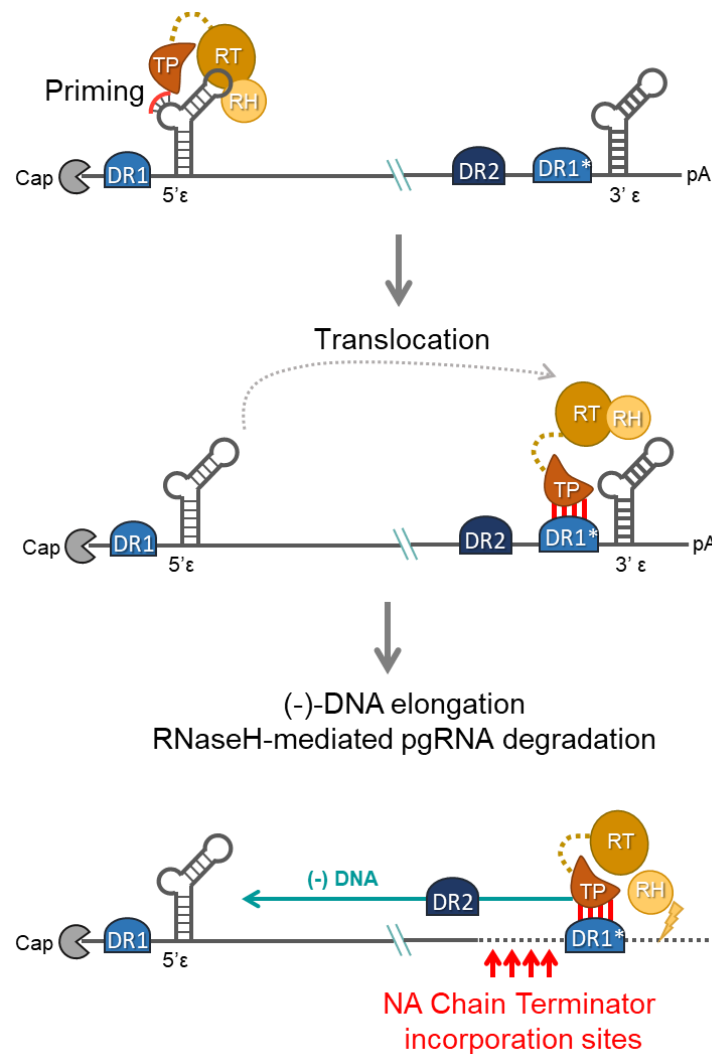 TP
RT
RH
Priming
Cap
DR1
5'ε
DR2
DR1*
3' ε
pA
Translocation
RT
RH
TP
Cap
DR1
5'ε
DR2
DR1*
3' ε
pA
(-)-DNA elongation
RNaseH-mediated pgRNA degradation
RT
(-) DNA
DR2
TP
RH
Cap
DR1
5'ε
DR1*
NA Chain Terminator
incorporation sites